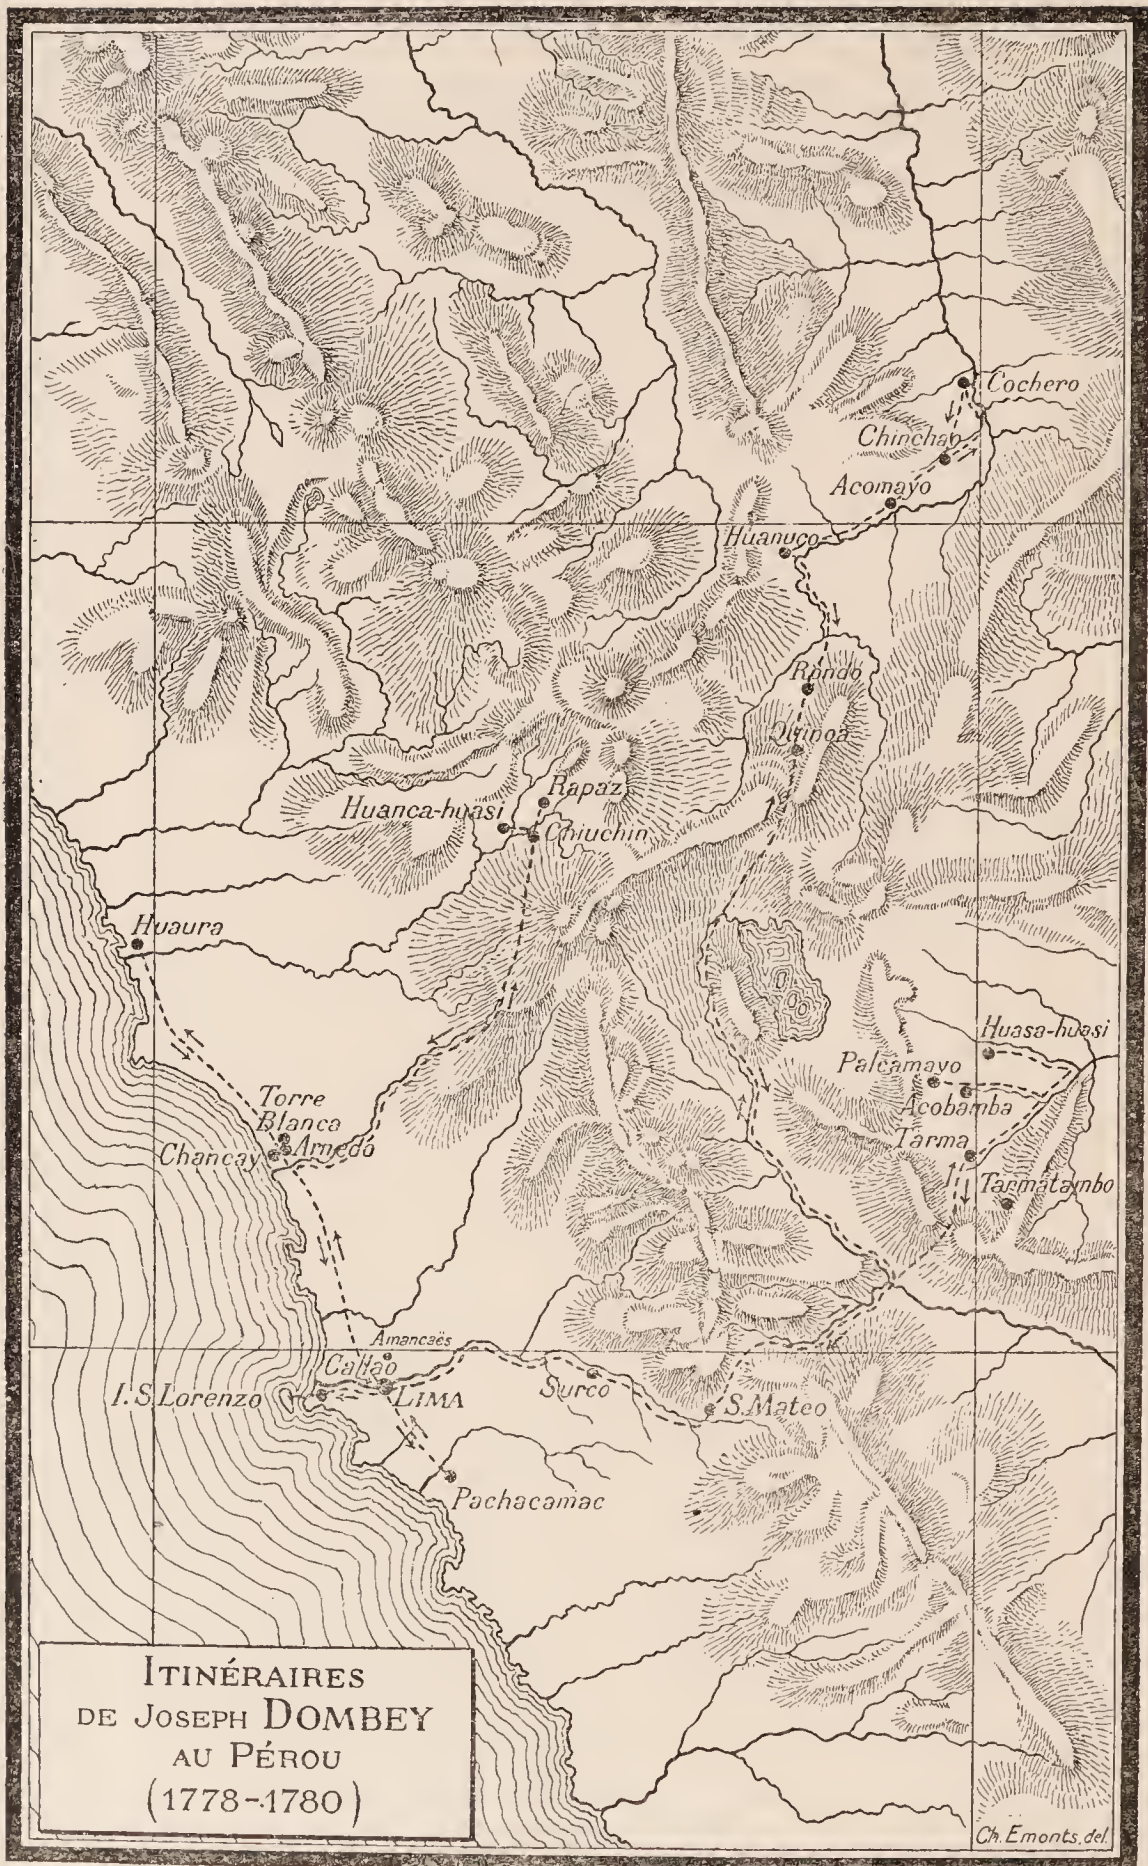 Cochero
Chinchao
Acomayo
Huanuco
Rondo
Quinoa
Rapaz
Huanca-huasi
Chiuchin
Huaura
Huasa-huasi
Palcamayo
Acobamba
Torre
Blanca
Arnedo
Chancay
Tarma
Tarmatambo
Amancaës
Callao
I. S. Lorenzo
LIMA
Surco
S. Mateo
Pachacamac
ITINÉRAIRES
DE JOSEPH DOMBEY
AU PÉROU
(1778-1780)
Ch. Emonts, del.